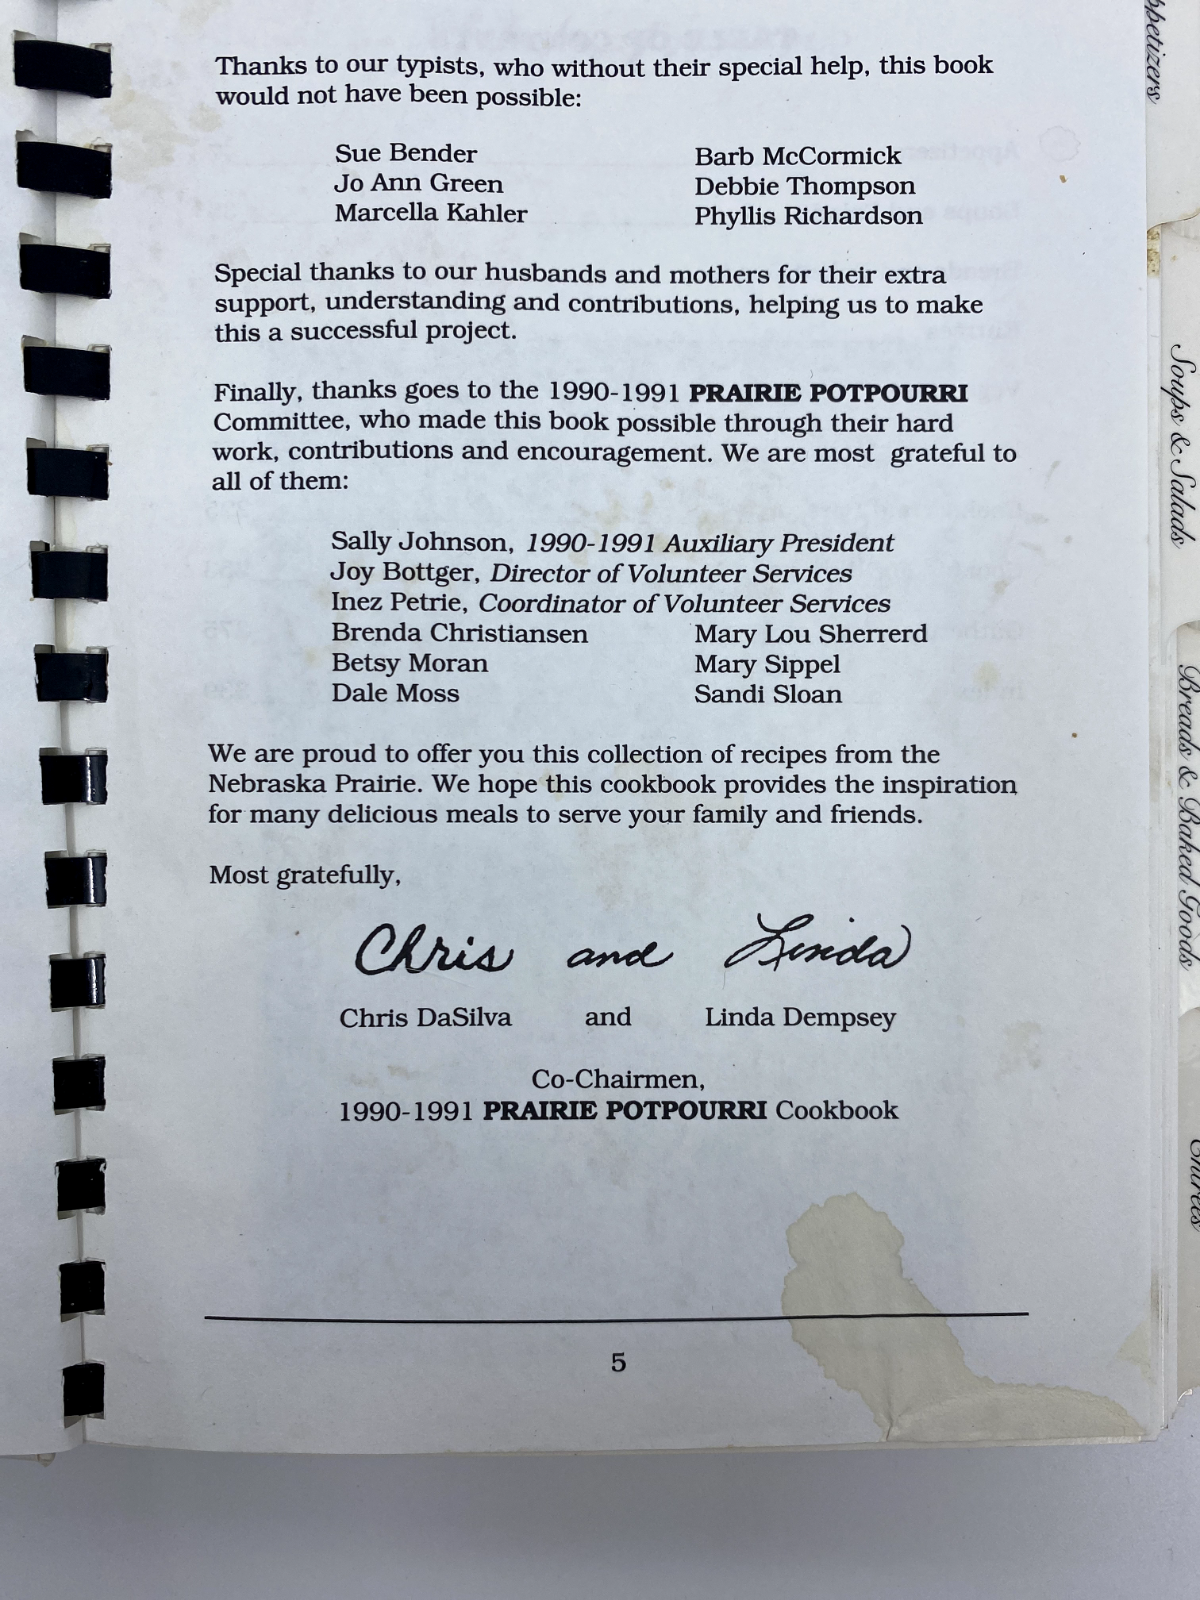 Thanks to our typists, who without their special help, this book
would not have been possible:
Sue Bender Barb McCormick
Jo Ann Green Debbie Thompson
Marcella Kahler Phyllis Richardson
Special thanks to our husbands and mothers for their extra
support, understanding and contributions, helping us to make
this a successful project.
Finally, thanks goes to the 1990-1991 PRAIRIE POTPOURRI
Committee, who made this book possible through their hard
work, contributions and encouragement. We are most grateful to
all of them:
Sally Johnson, 1990-1991 Auxiliary President
Joy Bottger, Director of Volunteer Services
Inez Petrie, Coordinator of Volunteer Services
Brenda Christiansen Mary Lou Sherrerd
Betsy Moran Mary Sippel
Dale Moss Sandi Sloan
We are proud to offer you this collection of recipes from the
Nebraska Prairie. We hope this cookbook provides the inspiration
for many delicious meals to serve your family and friends.
Most gratefully,
Chris and Linda
Chris DaSilva and Linda Dempsey
Co-Chairmen,
1990-1991 PRAIRIE POTPOURRI Cookbook
5
ppetizers
Soups & Salads
Breads & Baked Goods